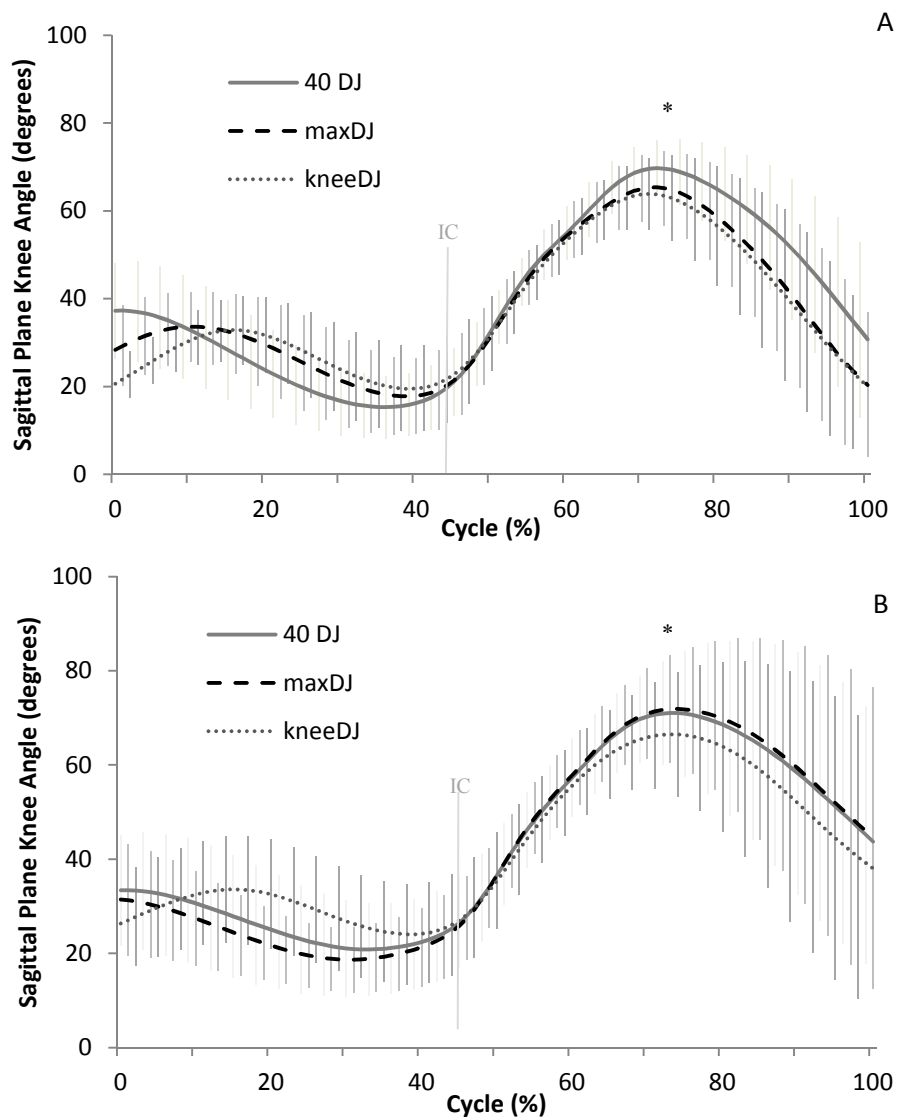 A
100
80
60
40
20
0
Sagittal Plane Knee Angle (degrees)
40 DJ
maxDJ
kneeDJ
*
IC
0 20 40 60 80 100
Cycle (%)
B
100
80
60
40
20
0
Sagittal Plane Knee Angle (degrees)
40 DJ
maxDJ
kneeDJ
*
IC
0 20 40 60 80 100
Cycle (%)